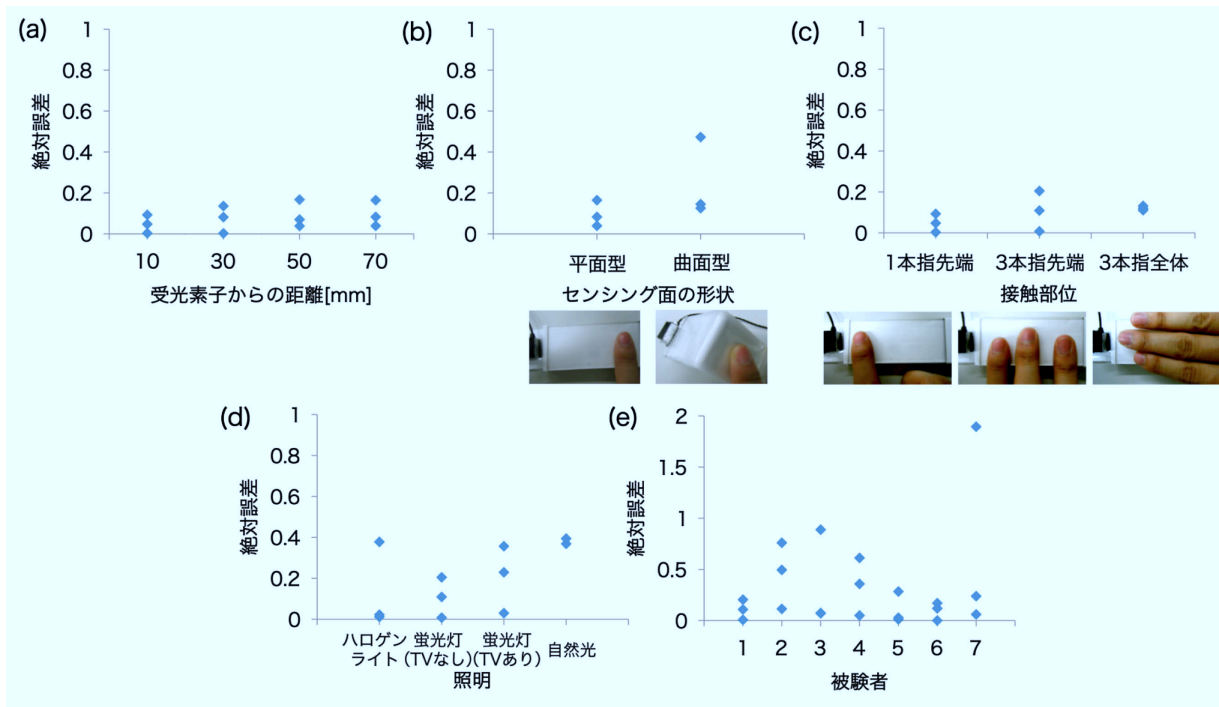 (a)
1
0.8
0.6
0.4
0.2
0
絶対誤差
10 30 50 70
受光素子からの距離[mm]
(b)
1
0.8
0.6
0.4
0.2
0
絶対誤差
平面型 曲面型
センシング面の形状
(c)
1
0.8
0.6
0.4
0.2
0
絶対誤差
1本指先端 3本指先端 3本指全体
接触部位
(d)
1
0.8
0.6
0.4
0.2
0
絶対誤差
ハロゲン 蛍光灯 蛍光灯 自然光
ライト (TVなし)(TVあり)
照明
(e)
2
1.5
1
0.5
0
絶対誤差
1 2 3 4 5 6 7
被験者